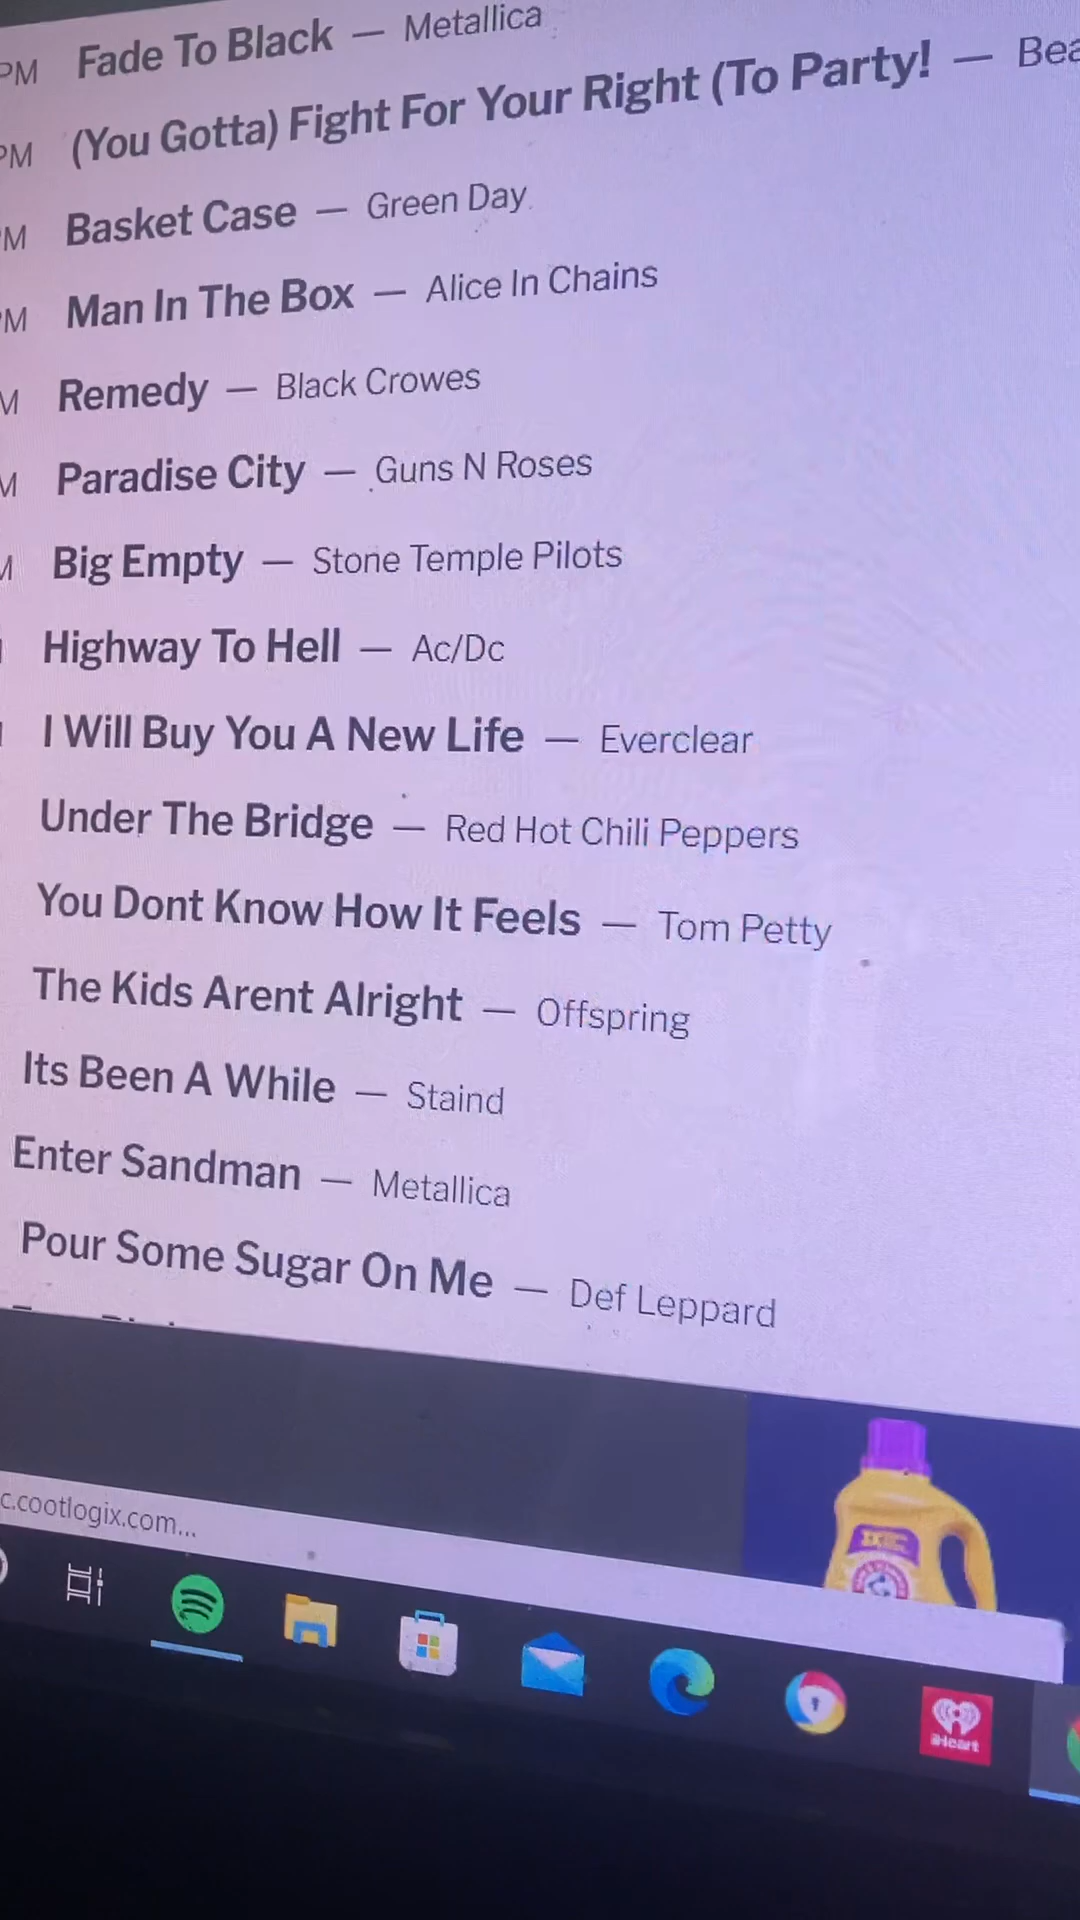 PM Fade To Black — Metallica
PM (You Gotta) Fight For Your Right (To Party! — Bea
PM Basket Case — Green Day
PM Man In The Box — Alice In Chains
M Remedy — Black Crowes
M Paradise City — Guns N Roses
M Big Empty — Stone Temple Pilots
Highway To Hell — Ac/Dc
I Will Buy You A New Life — Everclear
Under The Bridge — Red Hot Chili Peppers
You Dont Know How It Feels — Tom Petty
The Kids Arent Alright — Offspring
Its Been A While — Staind
Enter Sandman — Metallica
Pour Some Sugar On Me — Def Leppard
c.cootlogix.com...
iHeart